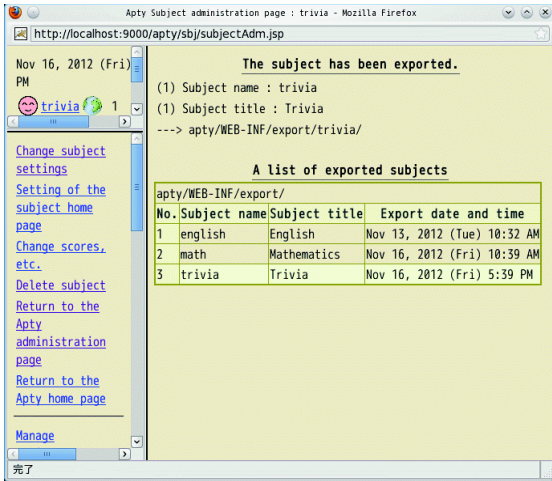 Apty Subject administration page : trivia - Mozilla Firefox
http://localhost:9000/apty/sbj/subjectAdm.jsp
Nov 16, 2012 (Fri)
PM
trivia 1
Change subject
settings
Setting of the
subject home
page
Change scores,
etc.
Delete subject
Return to the
Apty
administration
page
Return to the
Apty home page
Manage
The subject has been exported.
(1) Subject name : trivia
(1) Subject title : Trivia
---> apty/WEB-INF/export/trivia/
A list of exported subjects
apty/WEB-INF/export/
No. Subject name Subject title Export date and time
1 english English Nov 13, 2012 (Tue) 10:32 AM
2 math Mathematics Nov 16, 2012 (Fri) 10:39 AM
3 trivia Trivia Nov 16, 2012 (Fri) 5:39 PM
完了